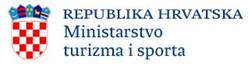 REPUBLIKA HRVATSKA
Ministarstvo
turizma i sporta